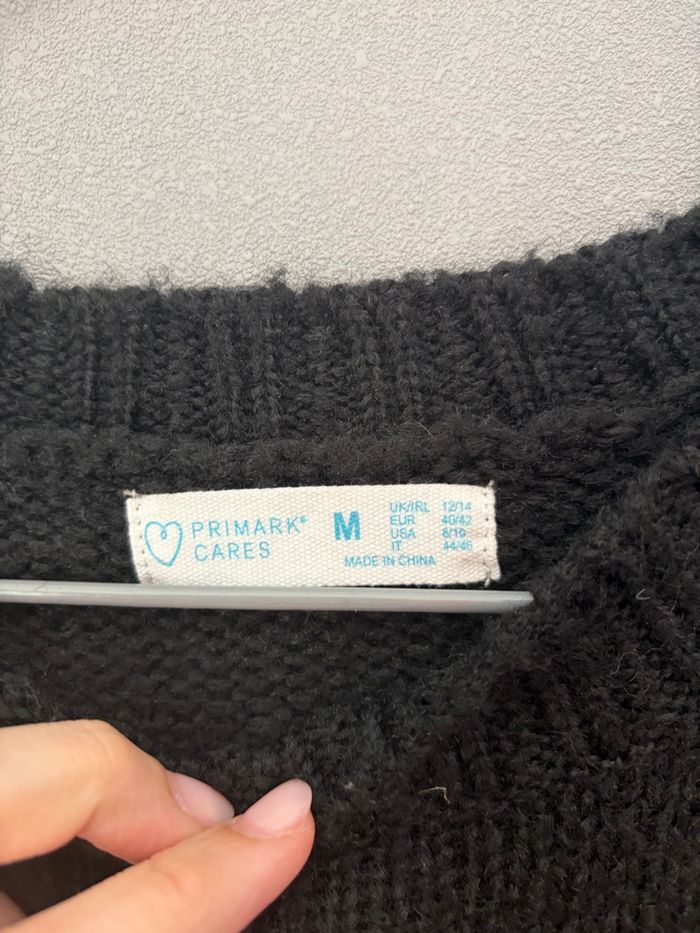 PRIMARK®
CARES
M
UK/IRL 12/14
EUR 40/42
USA 8/10
IT 44/46
MADE IN CHINA